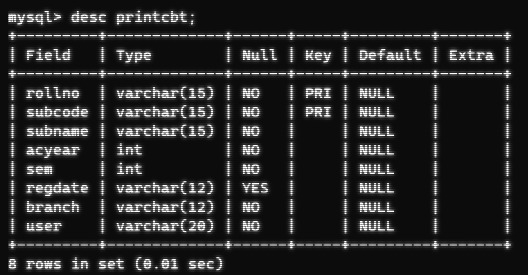 mysql> desc printcbt;
+----------+-------------+------+-----+---------+-------+
| Field    | Type        | Null | Key | Default | Extra |
+----------+-------------+------+-----+---------+-------+
| rollno   | varchar(15) | NO   | PRI | NULL    |       |
| subcode  | varchar(15) | NO   | PRI | NULL    |       |
| subname  | varchar(15) | NO   |     | NULL    |       |
| acyear   | int         | NO   |     | NULL    |       |
| sem      | int         | NO   |     | NULL    |       |
| regdate  | varchar(12) | YES  |     | NULL    |       |
| branch   | varchar(12) | NO   |     | NULL    |       |
| user     | varchar(20) | NO   |     | NULL    |       |
+----------+-------------+------+-----+---------+-------+
8 rows in set (0.01 sec)